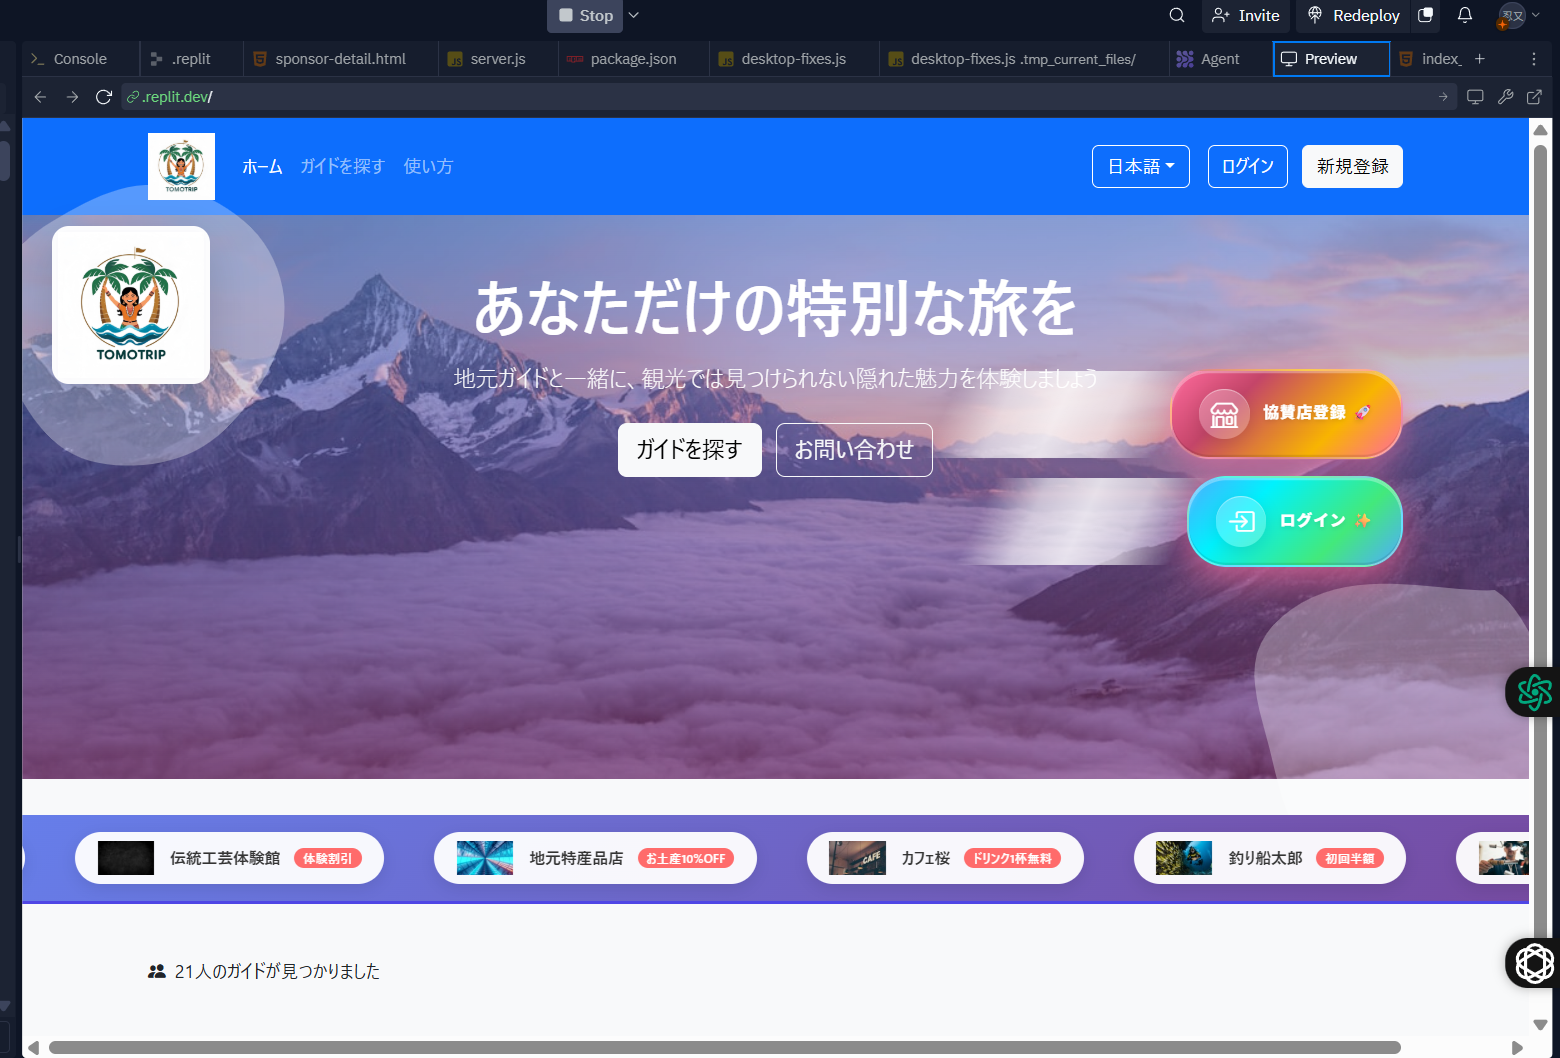 Stop
Invite
Redeploy
忍又
Console
.replit
sponsor-detail.html
server.js
package.json
desktop-fixes.js
desktop-fixes.js .tmp_current_files/
Agent
Preview
index_
.replit.dev/
TOMOTRIP
ホーム
ガイドを探す
使い方
日本語
ログイン
新規登録
TOMOTRIP
あなただけの特別な旅を
地元ガイドと一緒に、観光では見つけられない隠れた魅力を体験しましょう
ガイドを探す
お問い合わせ
協賛店登録 🚀
ログイン ✨
伝統工芸体験館 体験割引
地元特産品店 お土産10%OFF
CAFE
カフェ桜 ドリンク1杯無料
釣り船太郎 初回半額
21人のガイドが見つかりました